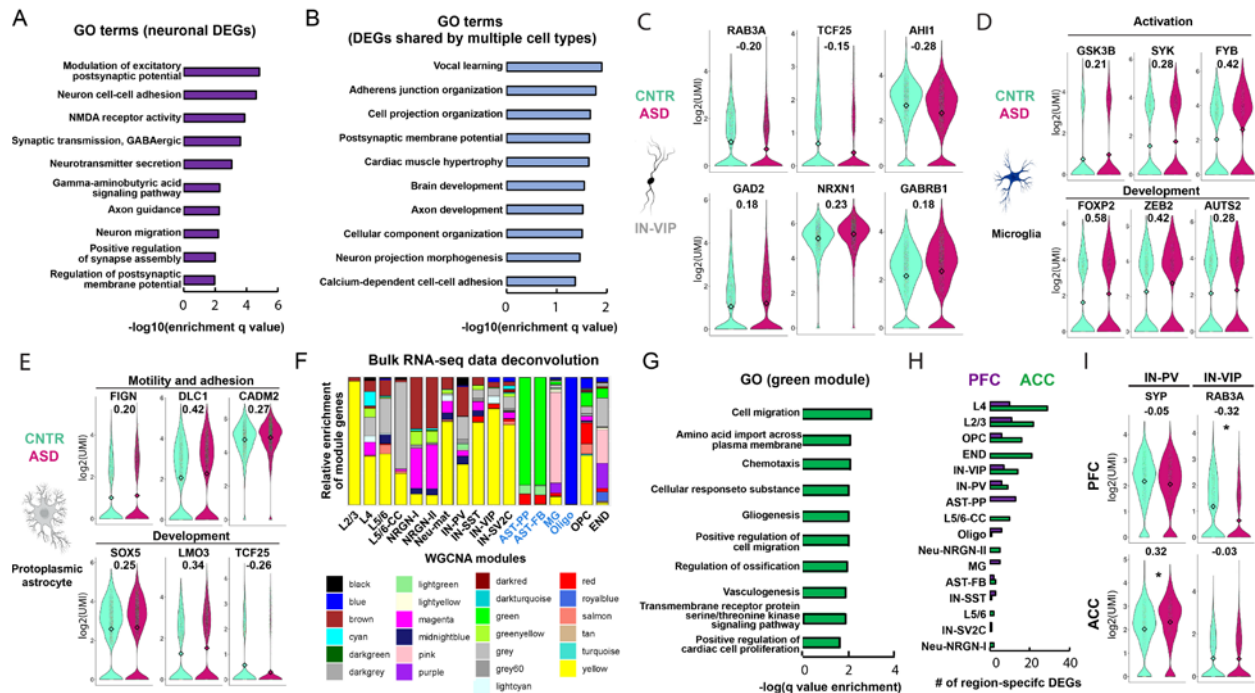 A
GO terms (neuronal DEGs)
Modulation of excitatory
postsynaptic potential
Neuron cell-cell adhesion
NMDA receptor activity
Synaptic transmission, GABAergic
Neurotransmitter secretion
Gamma-aminobutyric acid
signaling pathway
Axon guidance
Neuron migration
Positive regulation
of synapse assembly
Regulation of postsynaptic
membrane potential
0 2 4 6
-log10(enrichment q value)
B
GO terms
(DEGs shared by multiple cell types)
Vocal learning
Adherens junction organization
Cell projection organization
Postsynaptic membrane potential
Cardiac muscle hypertrophy
Brain development
Axon development
Cellular component organization
Neuron projection morphogenesis
Calcium-dependent cell-cell adhesion
0 1 2
-log10(enrichment q value)
C
CNTR
ASD
IN-VIP
log2(UMI)
RAB3A
-0.20
TCF25
-0.15
AHI1
-0.28
GAD2
0.18
NRXN1
0.23
GABRB1
0.18
D
Activation
CNTR
ASD
Microglia
log2(UMI)
GSK3B
0.21
SYK
0.28
FYB
0.42
Development
FOXP2
0.58
ZEB2
0.42
AUTS2
0.28
E
Motility and adhesion
CNTR
ASD
log2(UMI)
FIGN
0.20
DLC1
0.42
CADM2
0.27
Development
Protoplasmic
astrocyte
log2(UMI)
SOX5
0.25
LMO3
0.34
TCF25
-0.26
F
Bulk RNA-seq data deconvolution
Relative enrichment
of module genes
L2/3
L4
L5/6
L5/6-CC
NRGN-I
NRGN-II
Neu-mat
IN-PV
IN-SST
IN-VIP
IN-SV2C
AST-PP
AST-FB
MG
Oligo
OPC
END
WGCNA modules
black
blue
brown
cyan
darkgreen
darkgrey
lightgreen
lightyellow
magenta
midnightblue
pink
purple
darkred
darkturquoise
green
greenyellow
grey
grey60
lightcyan
red
royalblue
salmon
tan
turquoise
yellow
G
GO (green module)
Cell migration
Amino acid import across
plasma membrane
Chemotaxis
Cellular responseto substance
Gliogenesis
Positive regulation
of cell migration
Regulation of ossification
Vasculogenesis
Transmembrane receptor protein
serine/threonine kinase
signaling pathway
Positive regulation of
cardiac cell proliferation
0 2 4
-log(q value enrichment)
H
PFC ACC
L4
L2/3
OPC
END
IN-VIP
IN-PV
AST-PP
L5/6-CC
Oligo
Neu-NRGN-II
MG
AST-FB
IN-SST
L5/6
IN-SV2C
Neu-NRGN-I
0 20 40
# of region-specifc DEGs
I
IN-PV IN-VIP
SYP RAB3A
-0.05 -0.32
*
PFC
log2(UMI)
0.32 -0.03
*
ACC
log2(UMI)